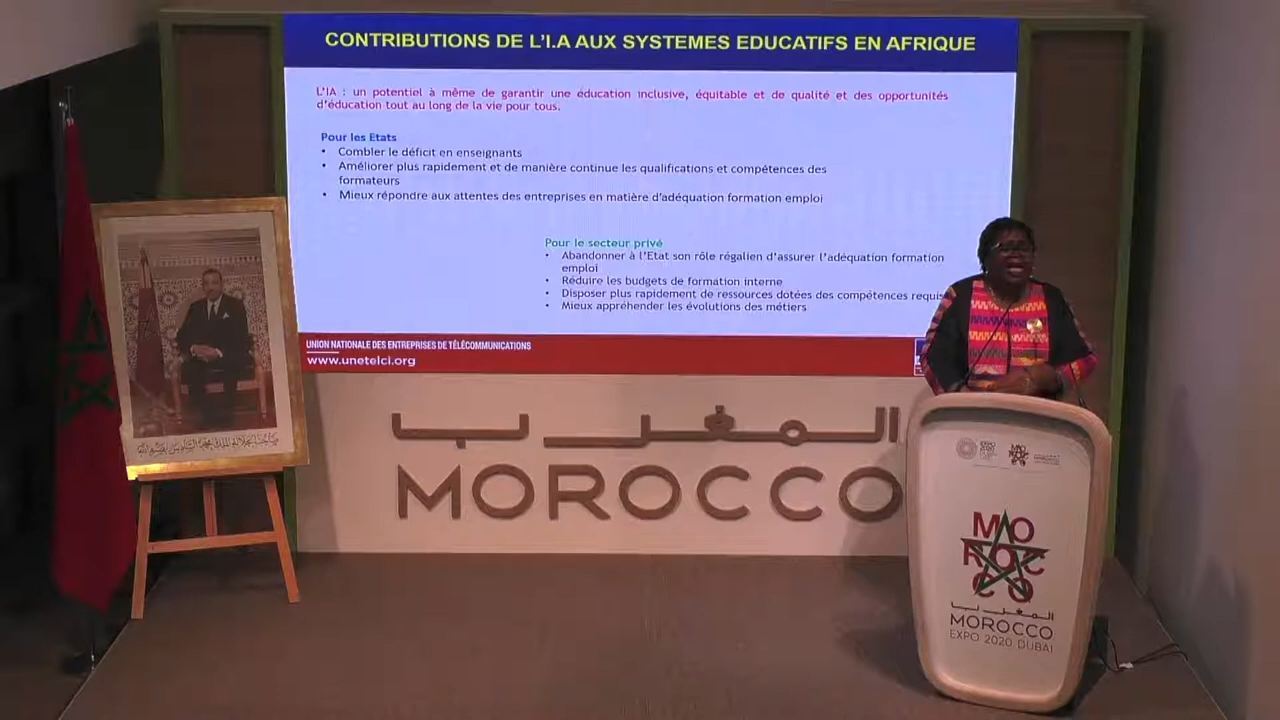 CONTRIBUTIONS DE L'I.A AUX SYSTEMES EDUCATIFS EN AFRIQUE
L'IA : un potentiel à même de garantir une éducation inclusive, équitable et de qualité et des opportunités
d'éducation tout au long de la vie pour tous.
Pour les Etats
• Combler le déficit en enseignants
• Améliorer plus rapidement et de manière continue les qualifications et compétences des
formateurs
• Mieux répondre aux attentes des entreprises en matière d'adéquation formation emploi
Pour le secteur privé
• Abandonner à l'Etat son rôle régalien d'assurer l'adéquation formation
emploi
• Réduire les budgets de formation interne
• Disposer plus rapidement de ressources dotées des compétences requis
• Mieux appréhender les évolutions des métiers
UNION NATIONALE DES ENTREPRISES DE TÉLÉCOMMUNICATIONS
www.unetelci.org
المغرب
MOROCCO
EXPO
2020
MO
ROC
CO
المغرب
MOROCCO
EXPO 2020 DUBAI